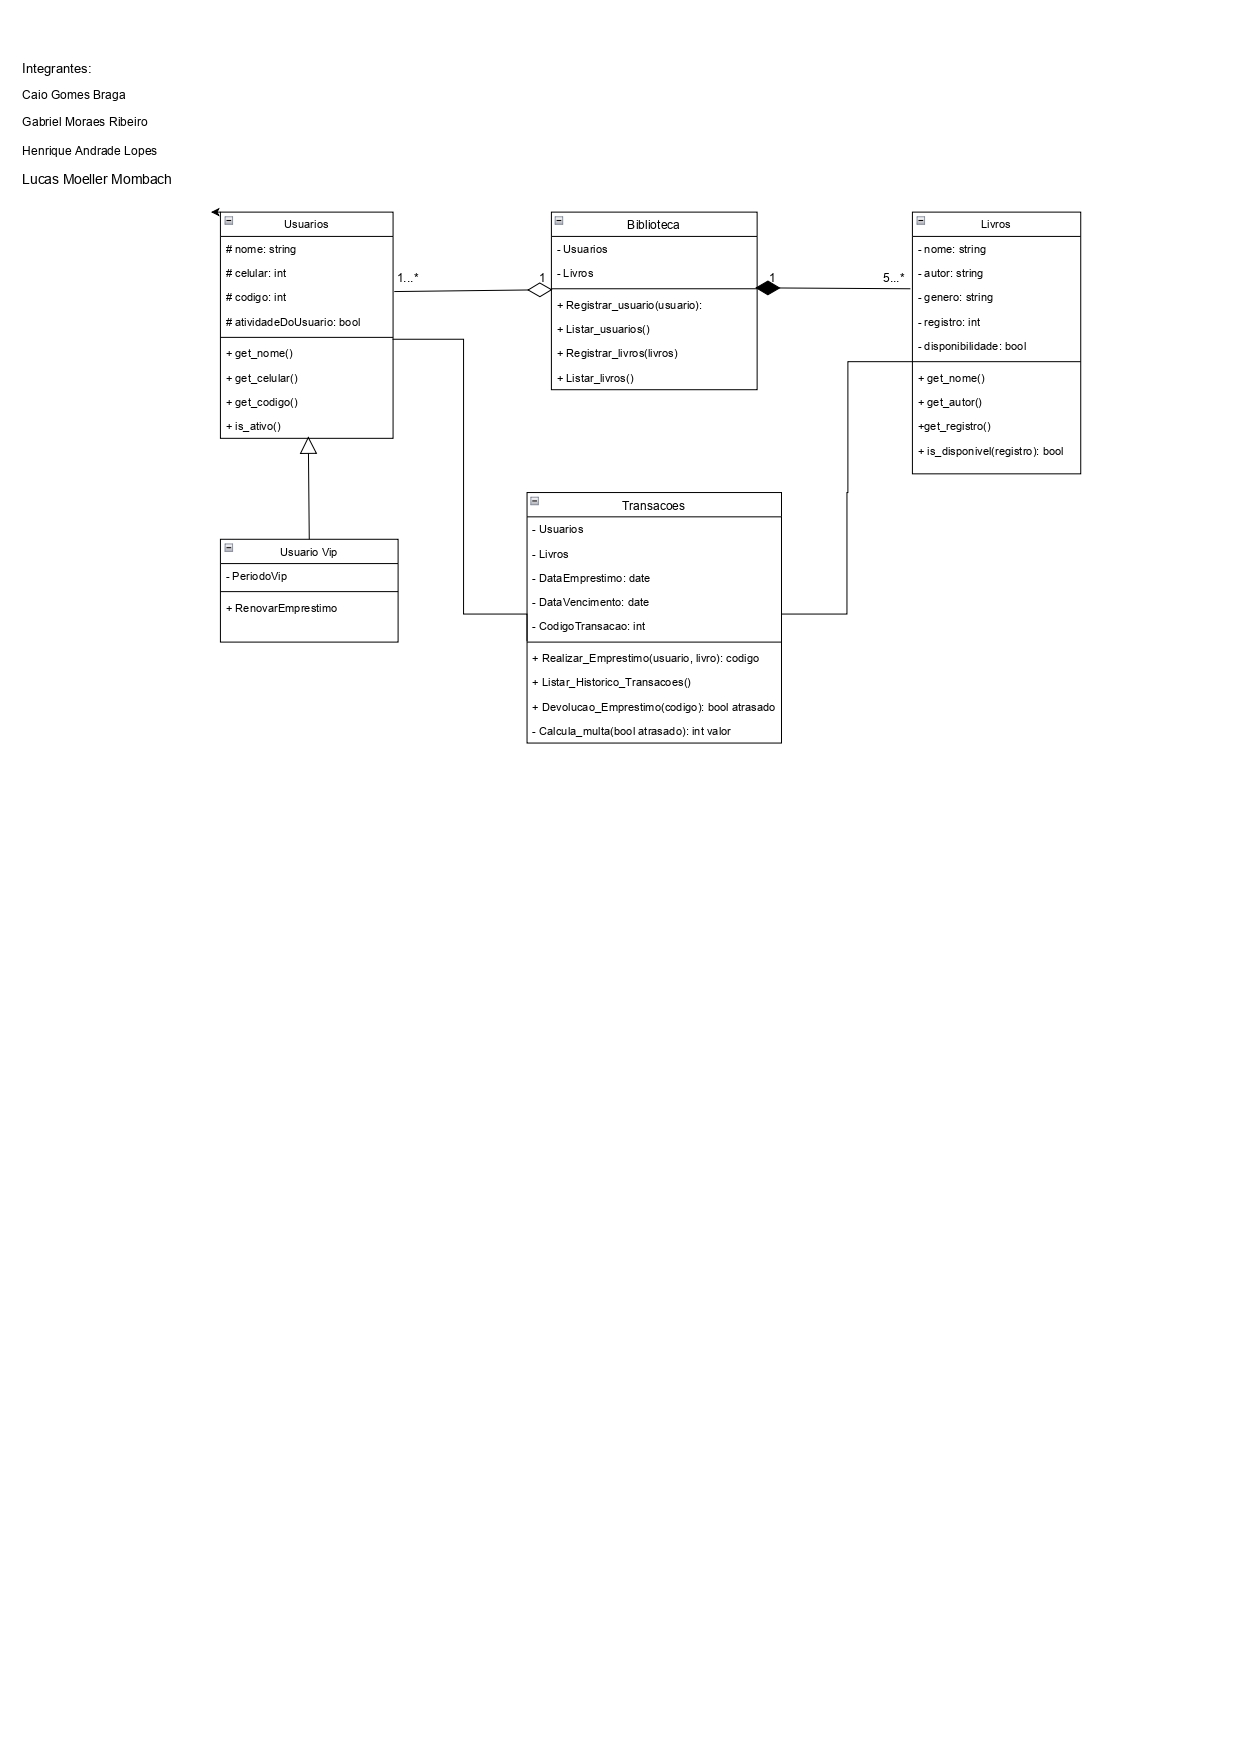 Integrantes:
Caio Gomes Braga
Gabriel Moraes Ribeiro
Henrique Andrade Lopes
Lucas Moeller Mombach
Usuarios
# nome: string
# celular: int
# codigo: int
# atividadeDoUsuario: bool
+ get_nome()
+ get_celular()
+ get_codigo()
+ is_ativo()
1...*
1
Biblioteca
- Usuarios
- Livros
+ Registrar_usuario(usuario):
+ Listar_usuarios()
+ Registrar_livros(livros)
+ Listar_livros()
1
5...*
Livros
- nome: string
- autor: string
- genero: string
- registro: int
- disponibilidade: bool
+ get_nome()
+ get_autor()
+get_registro()
+ is_disponivel(registro): bool
Usuario Vip
- PeriodoVip
+ RenovarEmprestimo
Transacoes
- Usuarios
- Livros
- DataEmprestimo: date
- DataVencimento: date
- CodigoTransacao: int
+ Realizar_Emprestimo(usuario, livro): codigo
+ Listar_Historico_Transacoes()
+ Devolucao_Emprestimo(codigo): bool atrasado
- Calcula_multa(bool atrasado): int valor